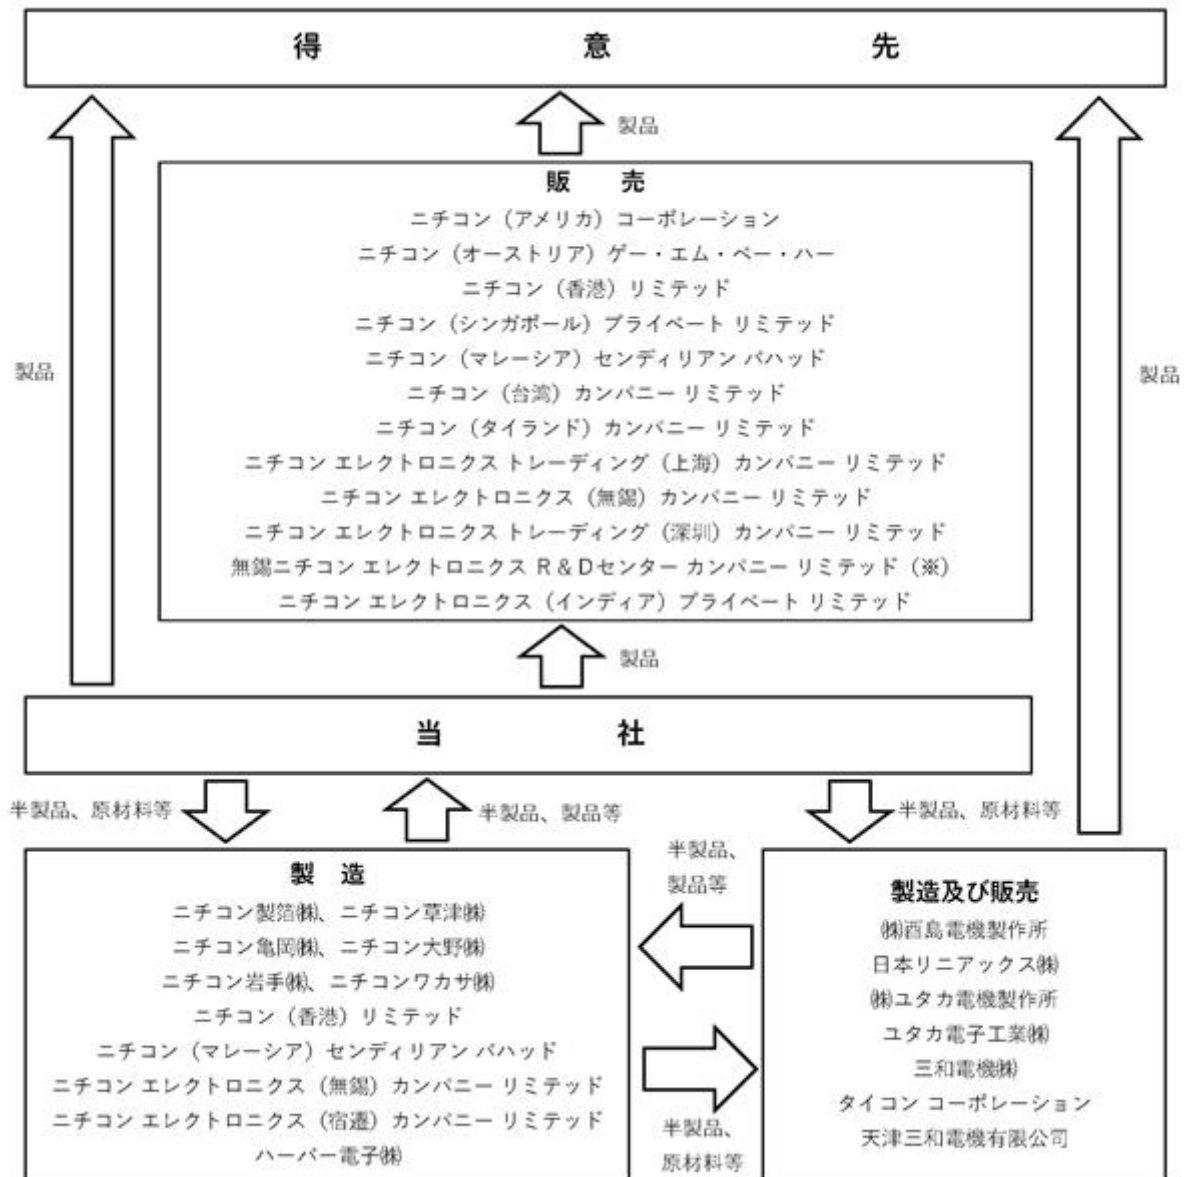 得意先
製品
販売
ニチコン（アメリカ）コーポレーション
ニチコン（オーストリア）ゲー・エム・ベー・ハー
ニチコン（香港）リミテッド
ニチコン（シンガポール）プライベート リミテッド
ニチコン（マレーシア）センディリアン バハッド
ニチコン（台湾）カンパニー リミテッド
ニチコン（タイランド）カンパニー リミテッド
ニチコン エレクトロニクス トレーディング（上海）カンパニー リミテッド
ニチコン エレクトロニクス（無錫）カンパニー リミテッド
ニチコン エレクトロニクス トレーディング（深圳）カンパニー リミテッド
無錫ニチコン エレクトロニクス R＆Dセンター カンパニー リミテッド（※）
ニチコン エレクトロニクス（インディア）プライベート リミテッド
製品
製品
製品
当社
半製品、原材料等
半製品、製品等
半製品、原材料等
製造
ニチコン製箔㈱、ニチコン草津㈱
ニチコン亀岡㈱、ニチコン大野㈱
ニチコン岩手㈱、ニチコンワカサ㈱
ニチコン（香港）リミテッド
ニチコン（マレーシア）センディリアン バハッド
ニチコン エレクトロニクス（無錫）カンパニー リミテッド
ニチコン エレクトロニクス（宿遷）カンパニー リミテッド
ハーバー電子㈱
半製品、
製品等
半製品、
原材料等
製造及び販売
㈱酉島電機製作所
日本リニアックス㈱
㈱ユタカ電機製作所
ユタカ電子工業㈱
三和電機㈱
タイコン コーポレーション
天津三和電機有限公司